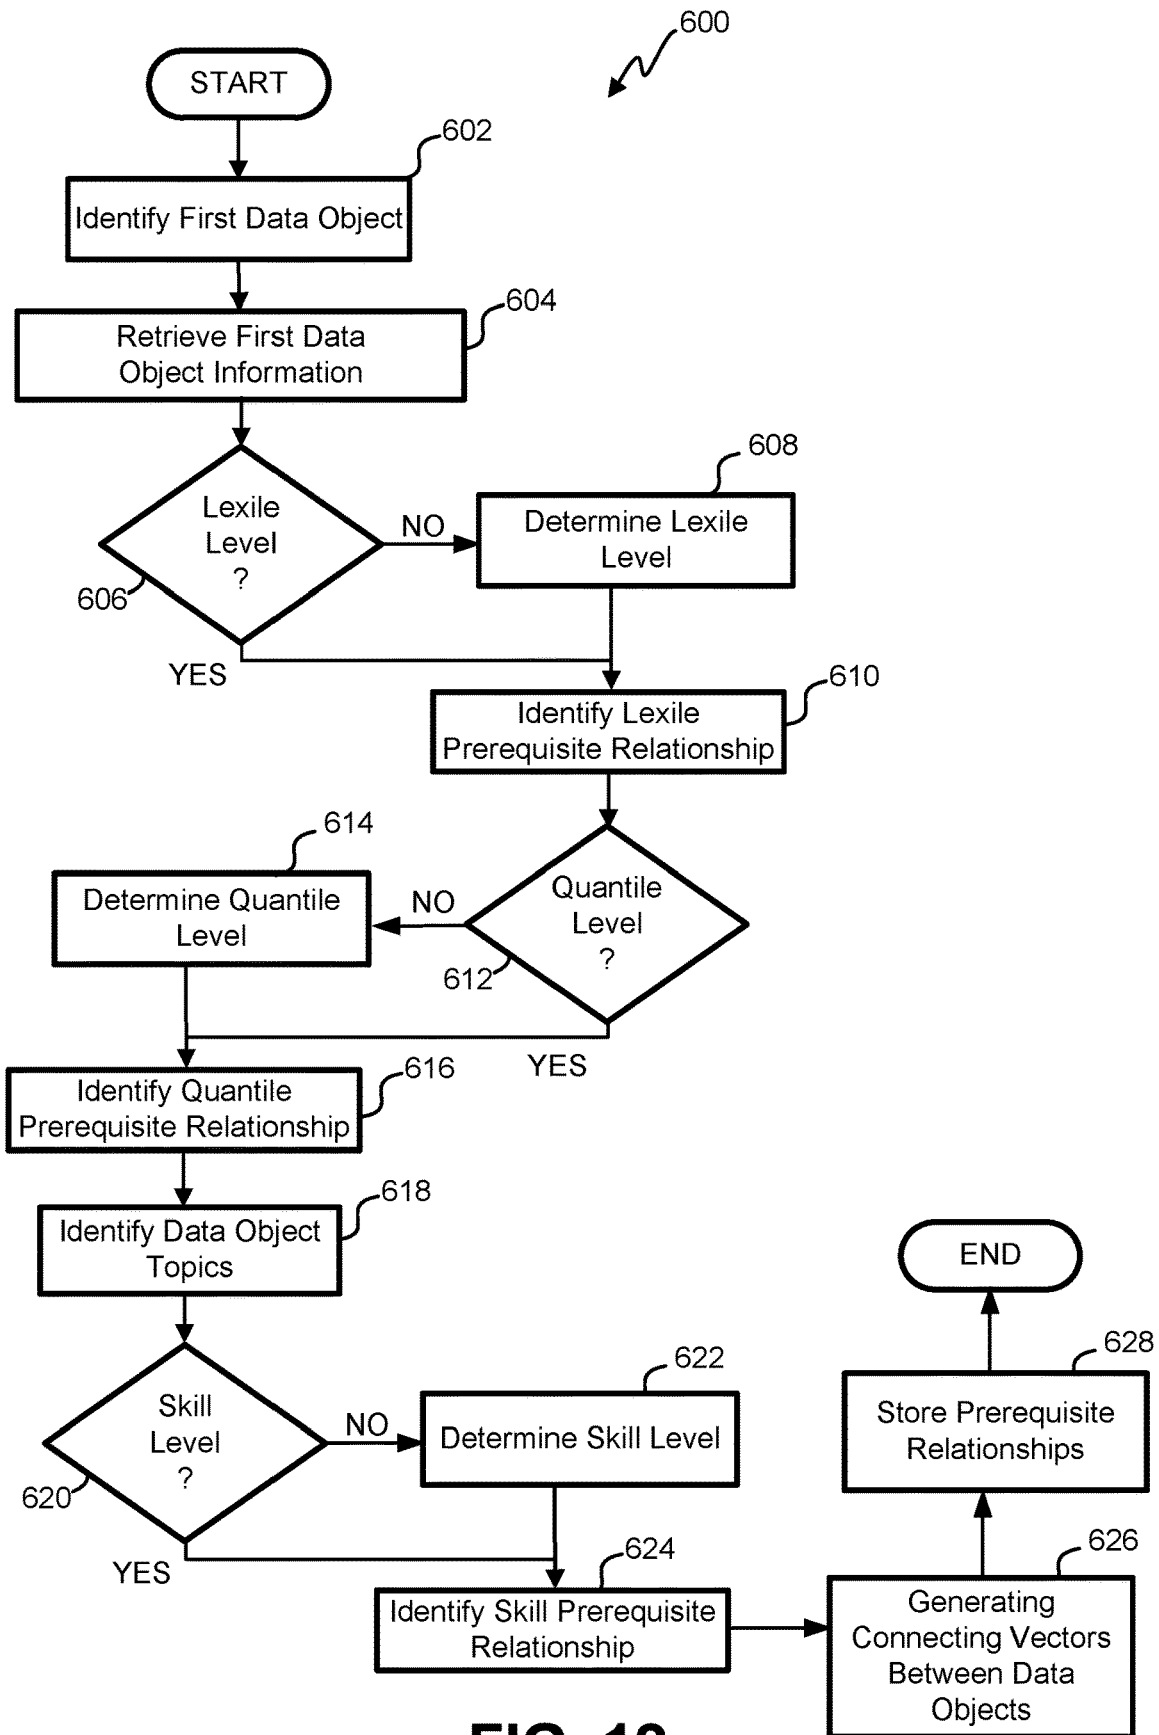 600
START
602
Identify First Data Object
604
Retrieve First Data
Object Information
608
Lexile
Level
?
NO
Determine Lexile
Level
606
YES
610
Identify Lexile
Prerequisite Relationship
614
Determine Quantile
Level
NO
Quantile
Level
?
612
YES
616
Identify Quantile
Prerequisite Relationship
618
Identify Data Object
Topics
END
622
628
Skill
Level
?
NO
Determine Skill Level
Store Prerequisite
Relationships
620
YES
624
626
Identify Skill Prerequisite
Relationship
Generating
Connecting Vectors
Between Data
Objects